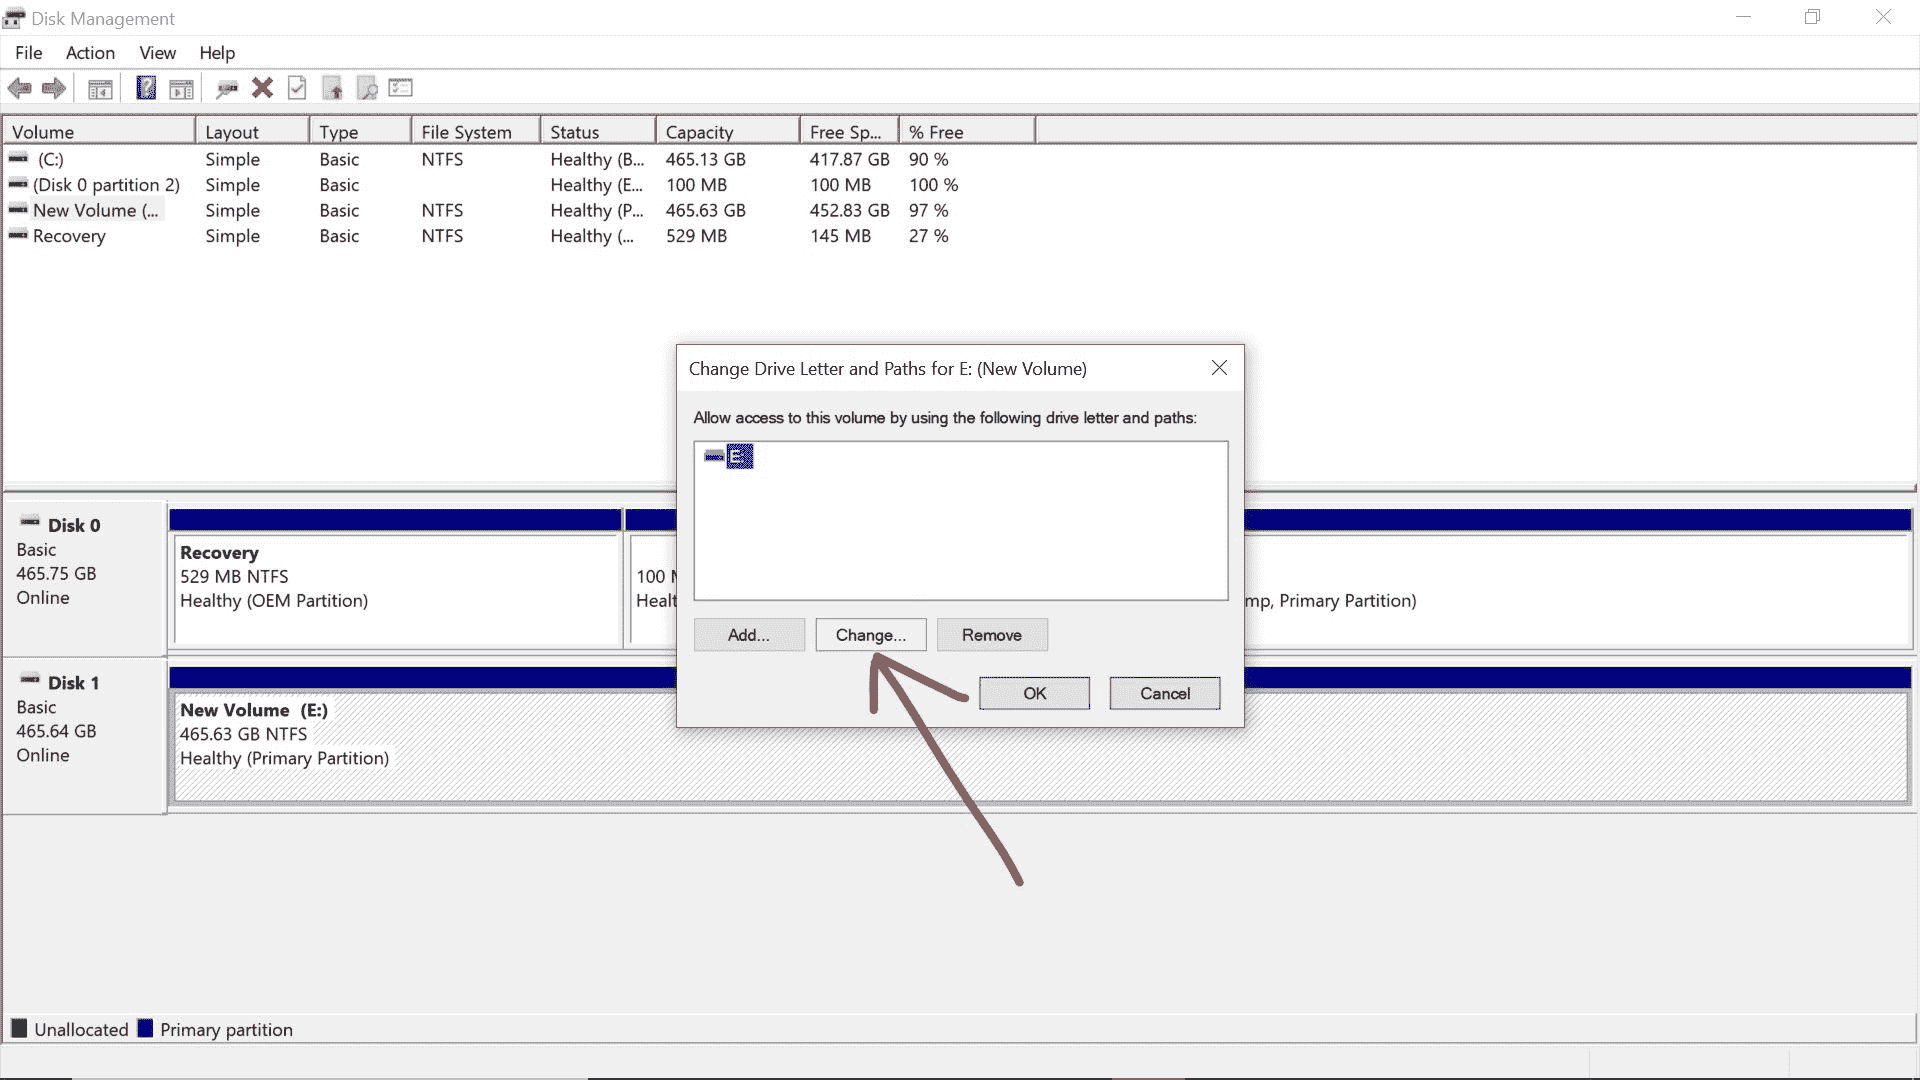 Disk Management
File Action View Help
Volume Layout Type File System Status Capacity Free Sp... % Free
(C:) Simple Basic NTFS Healthy (B... 465.13 GB 417.87 GB 90 %
(Disk 0 partition 2) Simple Basic Healthy (E... 100 MB 100 MB 100 %
New Volume (... Simple Basic NTFS Healthy (P... 465.63 GB 452.83 GB 97 %
Recovery Simple Basic NTFS Healthy (... 529 MB 145 MB 27 %
Change Drive Letter and Paths for E: (New Volume)
Allow access to this volume by using the following drive letter and paths:
E:
Add... Change... Remove
OK Cancel
Disk 0
Basic
465.75 GB
Online
Recovery
529 MB NTFS
Healthy (OEM Partition)
100 M
Healt
mp, Primary Partition)
Disk 1
Basic
465.64 GB
Online
New Volume (E:)
465.63 GB NTFS
Healthy (Primary Partition)
Unallocated Primary partition